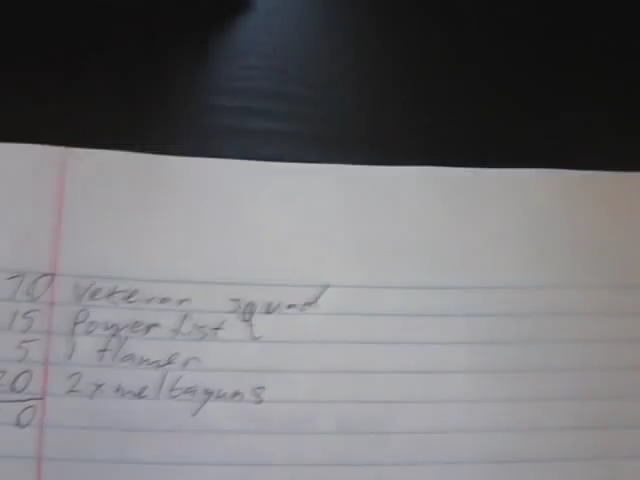 70 Veteran squad
15 Power fist
5 1 flamer
20 2x meltaguns
0